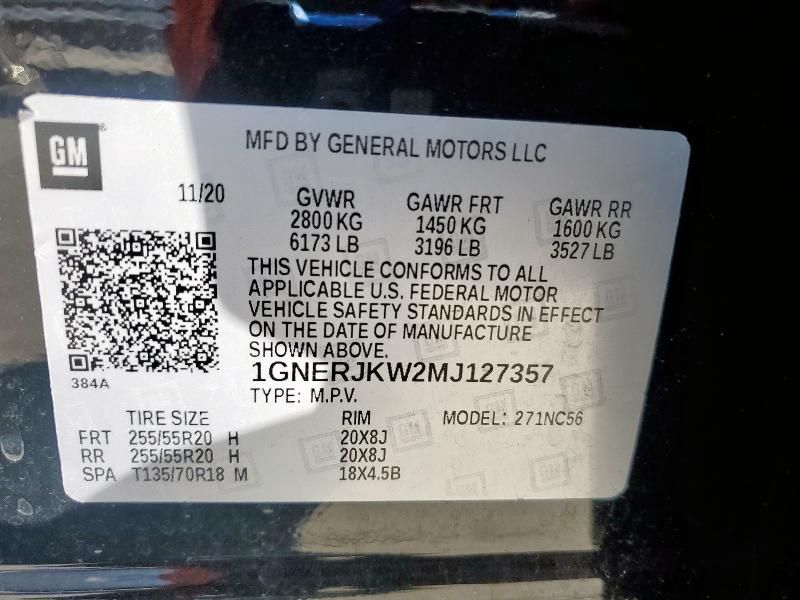 GM
MFD BY GENERAL MOTORS LLC
11/20 GVWR GAWR FRT GAWR RR
2800 KG 1450 KG 1600 KG
6173 LB 3196 LB 3527 LB
THIS VEHICLE CONFORMS TO ALL
APPLICABLE U.S. FEDERAL MOTOR
VEHICLE SAFETY STANDARDS IN EFFECT
ON THE DATE OF MANUFACTURE
SHOWN ABOVE.
384A
1GNERJKW2MJ127357
TYPE: M.P.V.
TIRE SIZE RIM MODEL: 271NC56
FRT 255/55R20 H 20X8J
RR 255/55R20 H 20X8J
SPA T135/70R18 M 18X4.5B